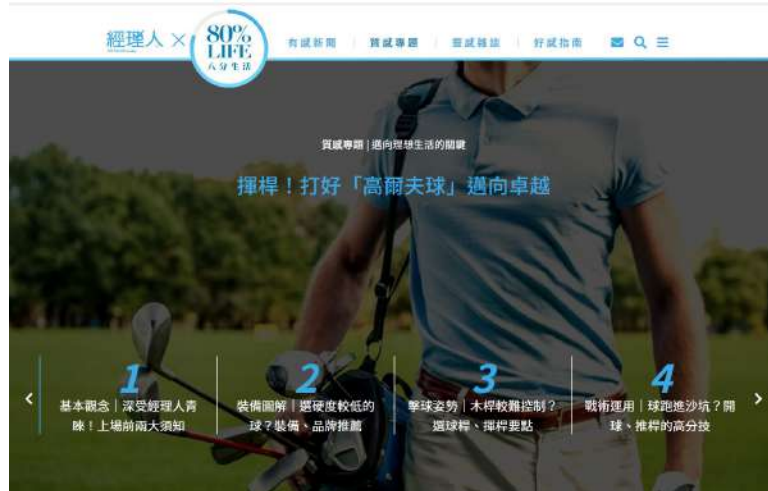 經理人 × 80% LIFE 八分生活
有感新聞 | 質感專題 | 靈感雜誌 | 好感指南
質感專題 | 邁向理想生活的關鍵
揮桿！打好「高爾夫球」邁向卓越
1
基本觀念｜深受經理人青
睞！上場前兩大須知
2
裝備圖解｜選硬度較低的
球？裝備、品牌推薦
3
擊球姿勢｜木桿較難控制？
選球桿、揮桿要點
4
戰術運用｜球跑進沙坑？開
球、推桿的高分技